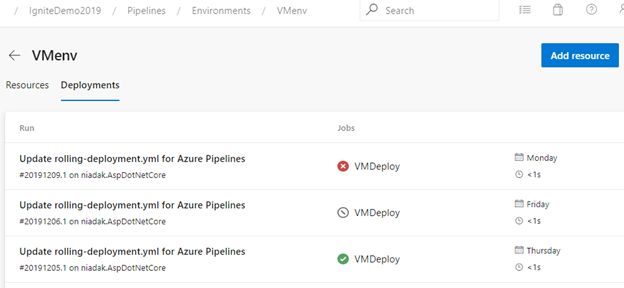 / IgniteDemo2019 / Pipelines / Environments / VMenv / Search
VMenv
Add resource
Resources Deployments
Run Jobs
Update rolling-deployment.yml for Azure Pipelines
#20191209.1 on niadak.AspDotNetCore
VMDeploy
Monday
<1s
Update rolling-deployment.yml for Azure Pipelines
#20191206.1 on niadak.AspDotNetCore
VMDeploy
Friday
<1s
Update rolling-deployment.yml for Azure Pipelines
#20191205.1 on niadak.AspDotNetCore
VMDeploy
Thursday
<1s